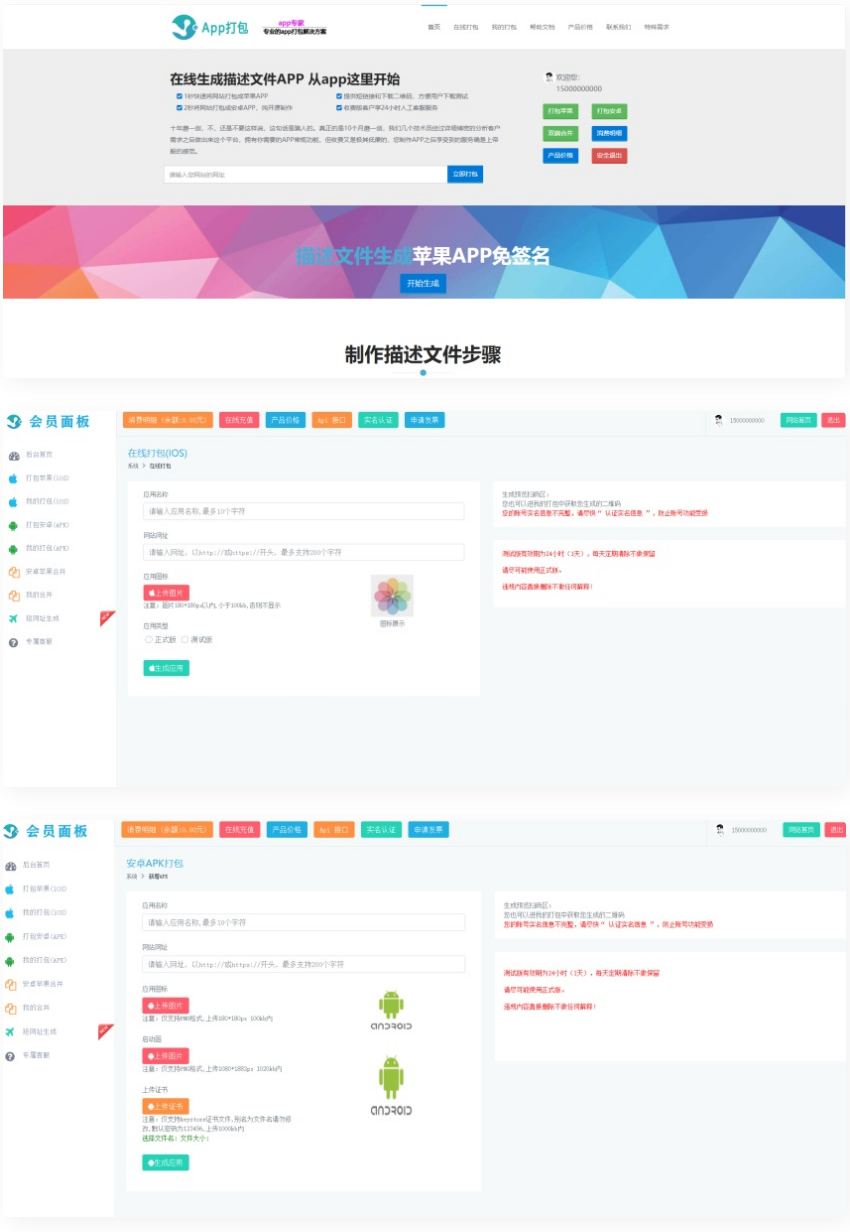 App打包
app专家
专业的app打包解决方案
首页 在线打包 我的打包 帮助文档 产品价格 联系我们 特殊需求
在线生成描述文件APP 从app这里开始
1秒快速将网站打包成苹果APP
提供短链接和下载二维码，方便用户下载测试
2秒将网站打包成安卓APP，纯开源制作
收费版客户享24小时人工客服服务
十年磨一剑，不，还是不要这样说，这句话是骗人的。真正的是10个月磨一剑，我们几个技术员经过详细缜密的分析客户
需求之后做出来这个平台，拥有你需要的APP常规功能，但收费又是极其低廉的，您制作APP之后享受到的服务确是上帝
般的感觉。
请输入您网站的网址
立即打包
欢迎您：
15000000000
打包苹果 打包安卓
双端合并 消费明细
产品价格 安全退出
描述文件生成苹果APP免签名
开始生成
制作描述文件步骤
会员面板
消费明细（余额:0.00元） 在线充值 产品价格 Api 接口 实名认证 申请发票
15000000000 网站首页 退出
后台首页
打包苹果(IOS)
我的打包(IOS)
打包安卓(APK)
我的打包(APK)
安卓苹果合并
我的合并
短网址生成
专属客服
在线打包(IOS)
系统 > 在线打包
应用名称
请输入应用名称,最多10个字符
网站网址
请输入网址，以http://或https://开头，最多支持200个字符
应用图标
上传图片
注意：图片180*180px以内,小于100kb,否则不显示
图标展示
应用类型
正式版 测试版
生成应用
生成预览扫码区：
您也可以进我的打包中获取您生成的二维码
您的账号实名信息不完整，请尽快“ 认证实名信息 ”，防止账号功能受损
测试版有效期为24小时（1天），每天定期清除不做保留
请尽可能使用正式版。
违规内容直接删除不做任何解释！
会员面板
消费明细（余额:0.00元） 在线充值 产品价格 Api 接口 实名认证 申请发票
15000000000 网站首页 退出
后台首页
打包苹果(IOS)
我的打包(IOS)
打包安卓(APK)
我的打包(APK)
安卓苹果合并
我的合并
短网址生成
专属客服
安卓APK打包
系统 >
应用名称
请输入应用名称,最多10个字符
网站网址
请输入网址，以http://或https://开头，最多支持200个字符
应用图标
上传图片
注意：仅支持PNG格式,上传180*180px 100kb内
ANDROID
启动图
上传图片
注意：仅支持PNG格式,上传1080*1882px 1020kb内
ANDROID
上传证书
上传证书
注意：仅支持keystore证书文件,别名为文件名请勿修
改,默认密码为123456,上传1000kb内
选择文件名: 文件大小:
生成应用
生成预览扫码区：
您也可以进我的打包中获取您生成的二维码
您的账号实名信息不完整，请尽快“ 认证实名信息 ”，防止账号功能受损
测试版有效期为24小时（1天），每天定期清除不做保留
请尽可能使用正式版。
违规内容直接删除不做任何解释！